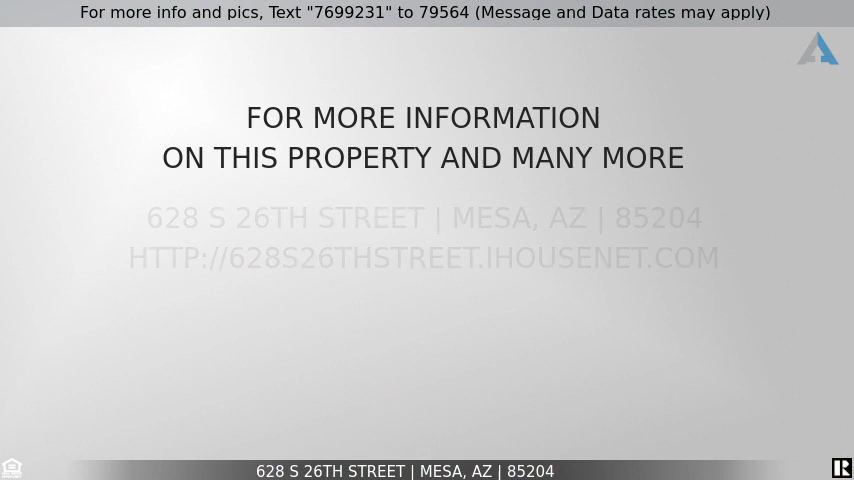 For more info and pics, Text "7699231" to 79564 (Message and Data rates may apply)
FOR MORE INFORMATION
ON THIS PROPERTY AND MANY MORE
628 S 26TH STREET | MESA, AZ | 85204
HTTP://628S26THSTREET.IHOUSENET.COM
628 S 26TH STREET | MESA, AZ | 85204